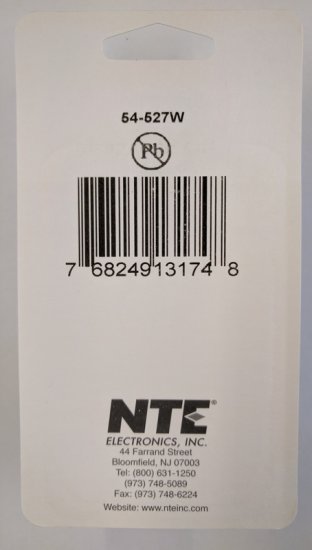 54-527W
Pb
7 68249 13174 8
NTE®
ELECTRONICS, INC.
44 Farrand Street
Bloomfield, NJ 07003
Tel: (800) 631-1250
(973) 748-5089
Fax: (973) 748-6224
Website: www.nteinc.com